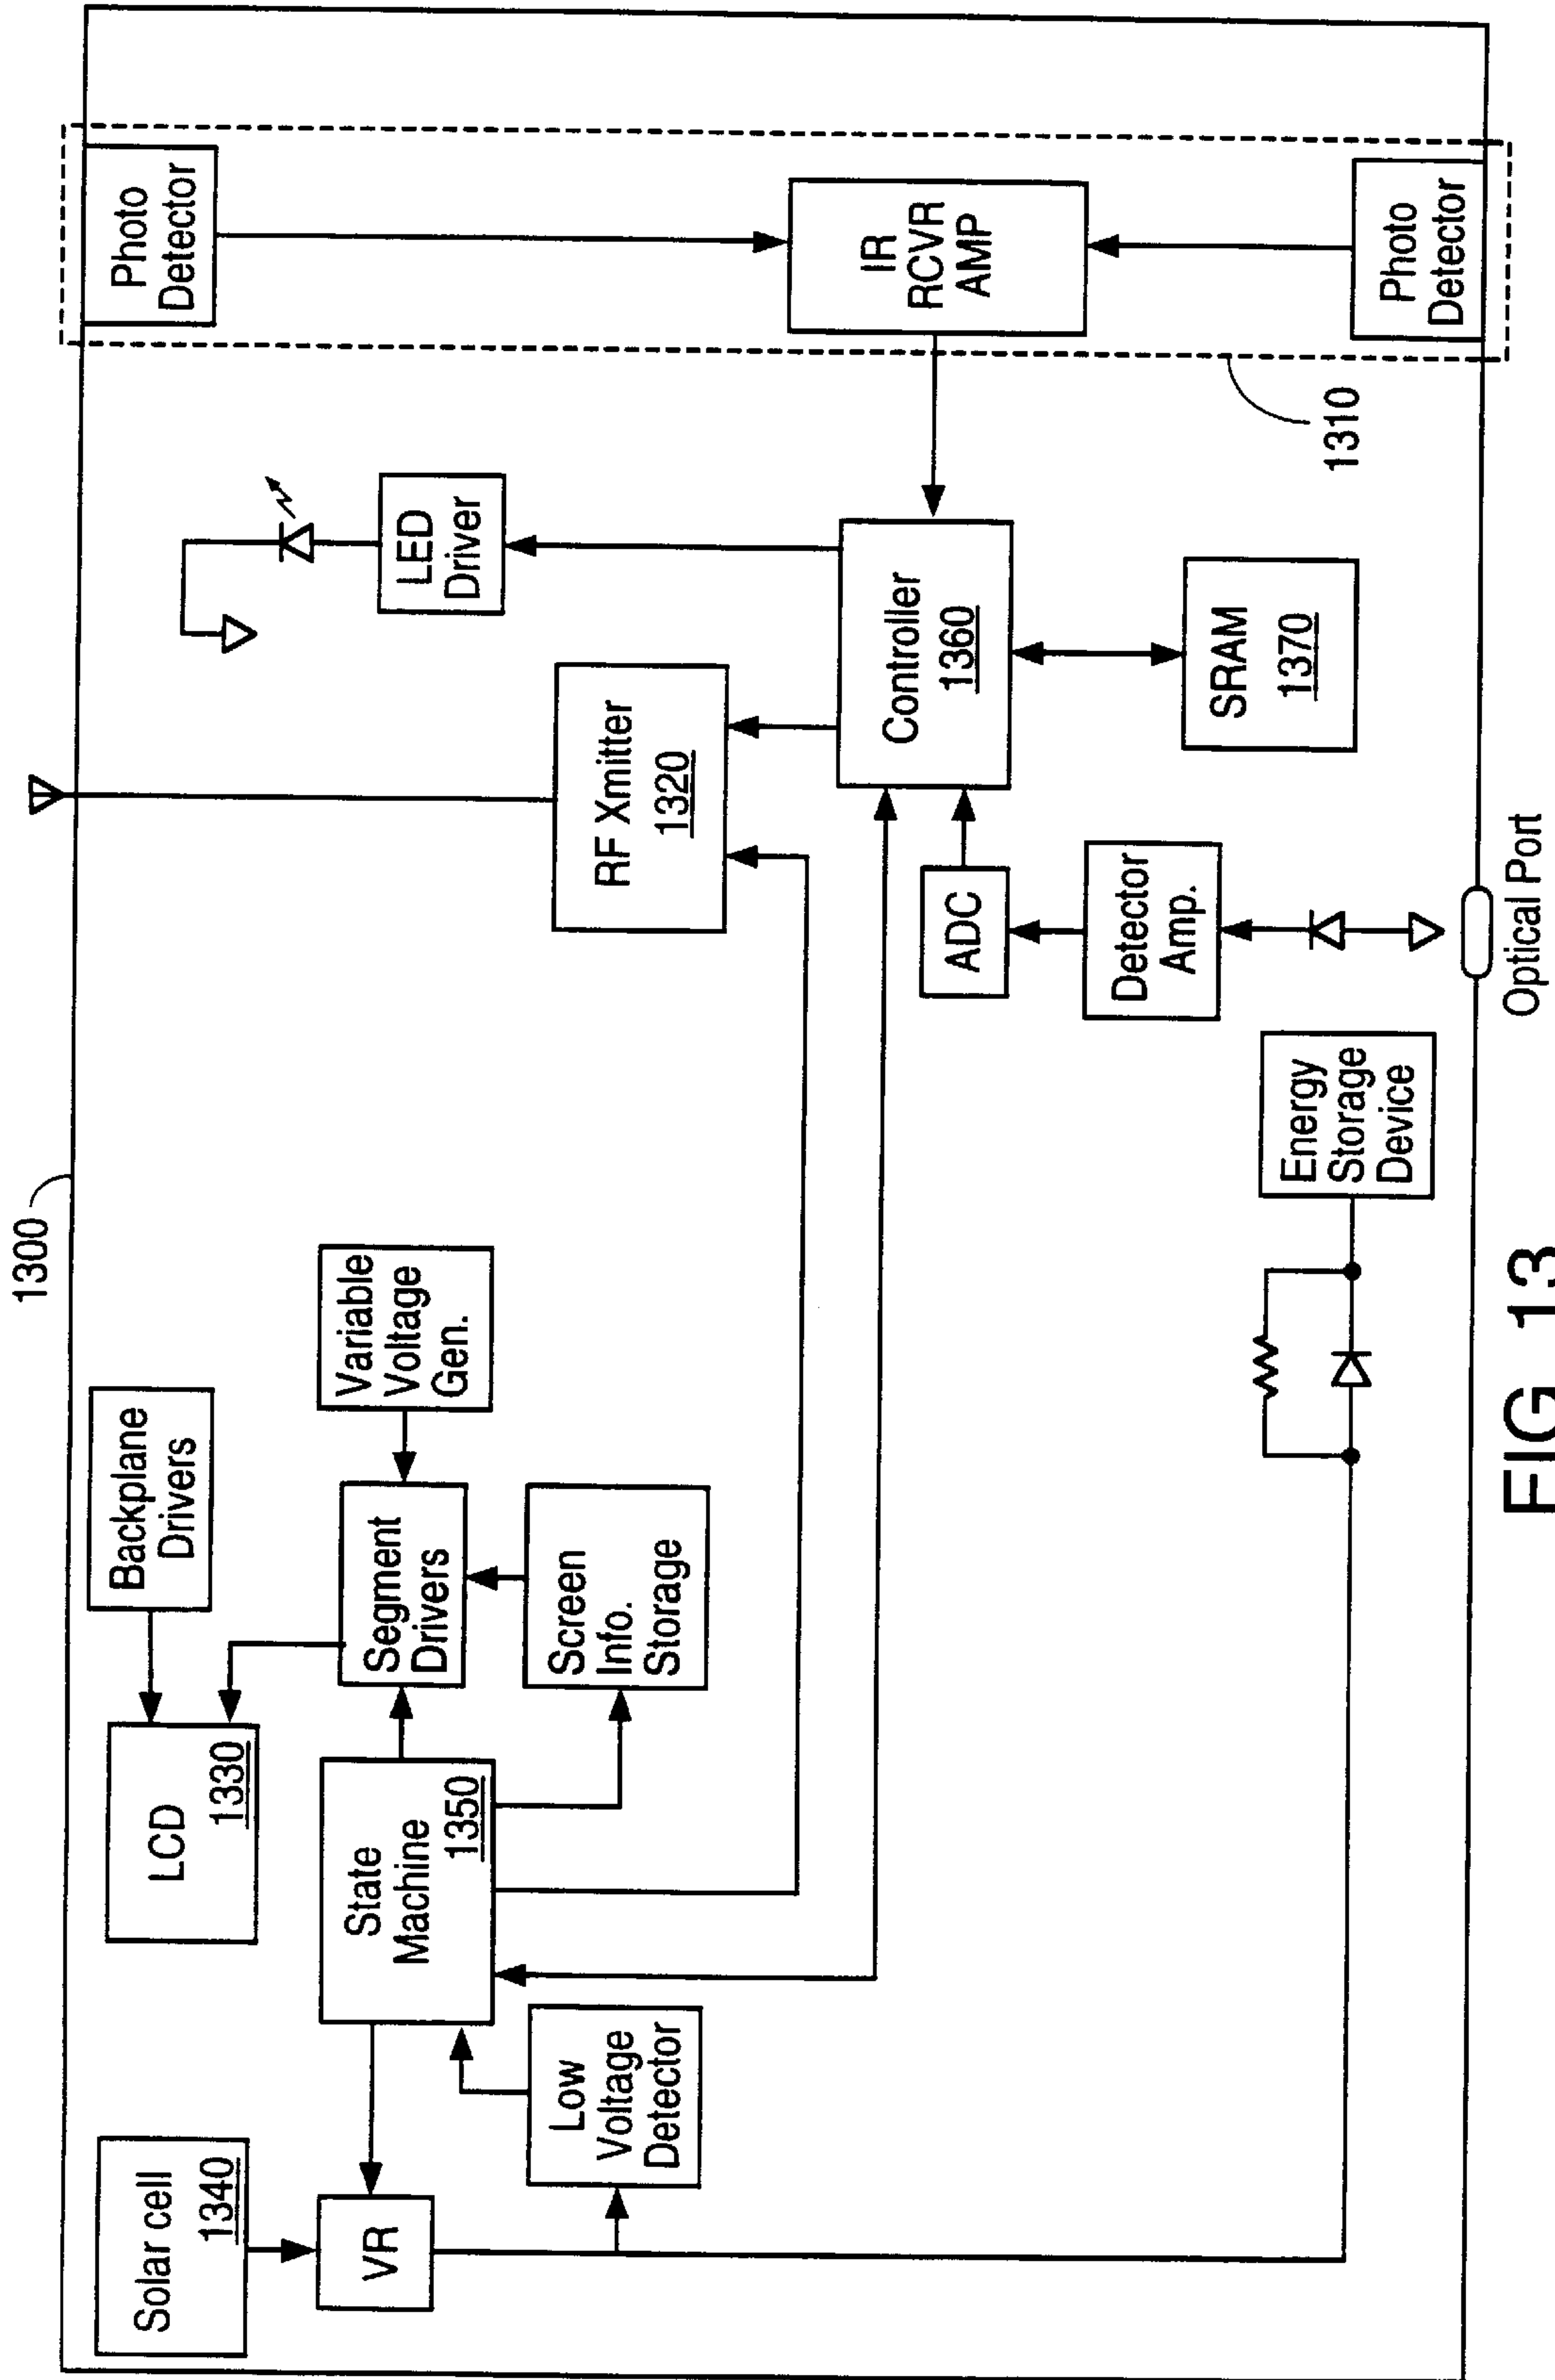 1300
Solar cell
1340
VR
LCD
1330
Backplane
Drivers
State
Machine
1350
Segment
Drivers
Variable
Voltage
Gen.
Low
Voltage
Detector
Screen
Info.
Storage
RF Xmitter
1320
LED
Driver
Photo
Detector
IR
RCVR
AMP
Controller
1360
ADC
Detector
Amp.
SRAM
1370
1310
Photo
Detector
Energy
Storage
Device
Optical Port
FIG. 13